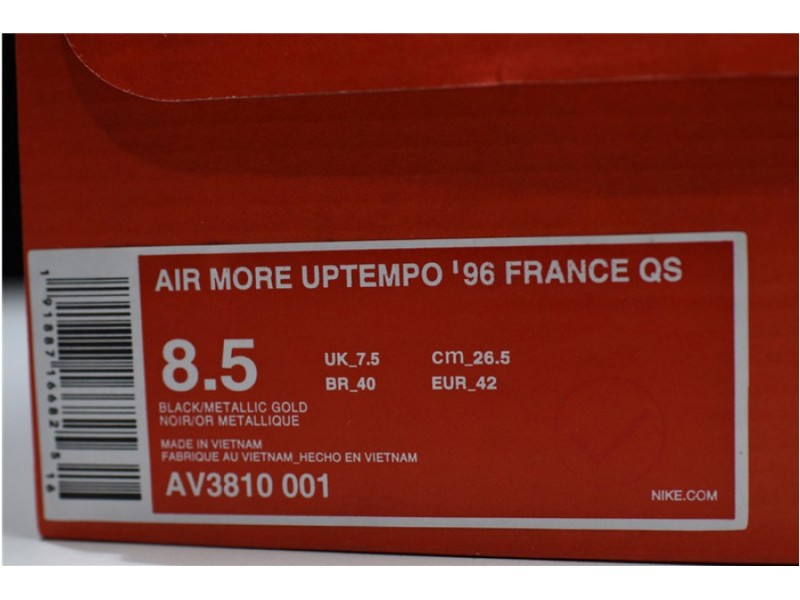 AIR MORE UPTEMPO '96 FRANCE QS
8.5
UK_7.5 cm_26.5
BR_40 EUR_42
BLACK/METALLIC GOLD
NOIR/OR METALLIQUE
MADE IN VIETNAM
FABRIQUE AU VIETNAM_HECHO EN VIETNAM
AV3810 001
NIKE.COM